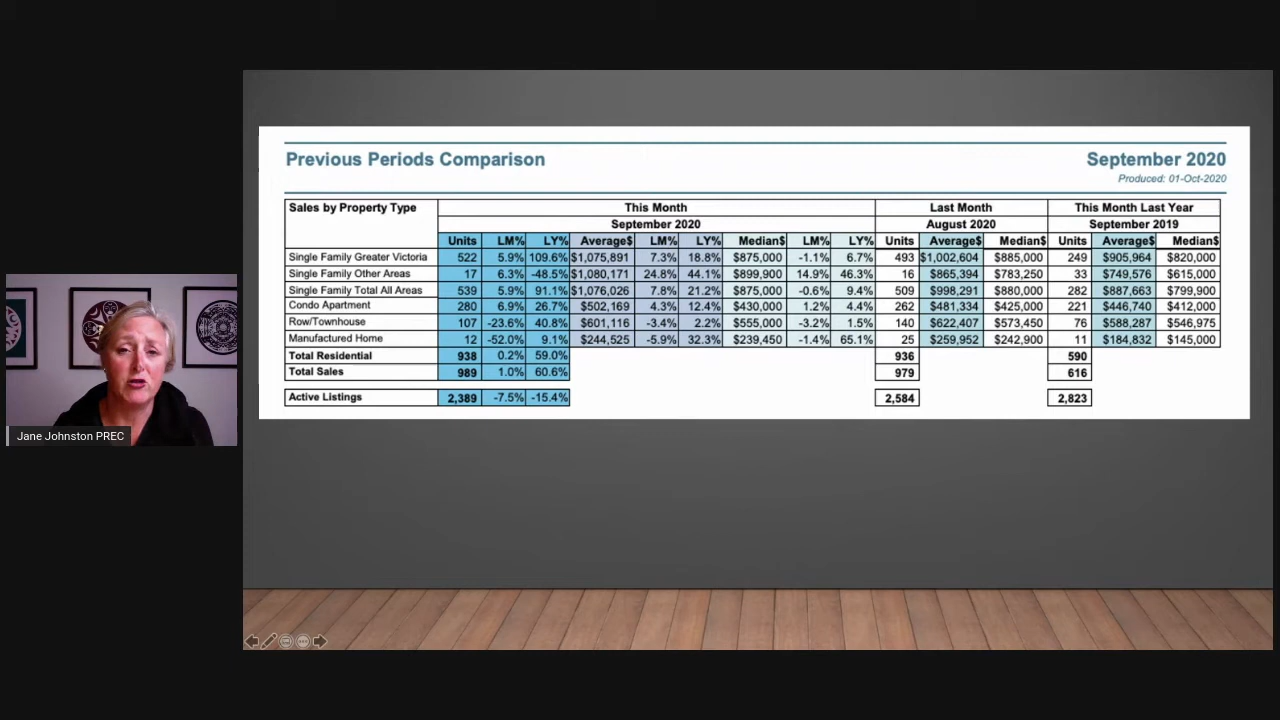 Previous Periods Comparison September 2020
Produced: 01-Oct-2020
Sales by Property Type This Month Last Month This Month Last Year
September 2020 August 2020 September 2019
Units LM% LY% Average$ LM% LY% Median$ LM% LY% Units Average$ Median$ Units Average$ Median$
Single Family Greater Victoria 522 5.9% 109.6% $1,075,891 7.3% 18.8% $875,000 -1.1% 6.7% 493 $1,002,604 $885,000 249 $905,964 $820,000
Single Family Other Areas 17 6.3% -48.5% $1,080,171 24.8% 44.1% $899,900 14.9% 46.3% 16 $865,394 $783,250 33 $749,576 $615,000
Single Family Total All Areas 539 5.9% 91.1% $1,076,026 7.8% 21.2% $875,000 -0.6% 9.4% 509 $998,291 $880,000 282 $887,663 $799,900
Condo Apartment 280 6.9% 26.7% $502,169 4.3% 12.4% $430,000 1.2% 4.4% 262 $481,334 $425,000 221 $446,740 $412,000
Row/Townhouse 107 -23.6% 40.8% $601,116 -3.4% 2.2% $555,000 -3.2% 1.5% 140 $622,407 $573,450 76 $588,287 $546,975
Manufactured Home 12 -52.0% 9.1% $244,525 -5.9% 32.3% $239,450 -1.4% 65.1% 25 $259,952 $242,900 11 $184,832 $145,000
Total Residential 938 0.2% 59.0% 936 590
Total Sales 989 1.0% 60.6% 979 616
Active Listings 2,389 -7.5% -15.4% 2,584 2,823
Jane Johnston PREC